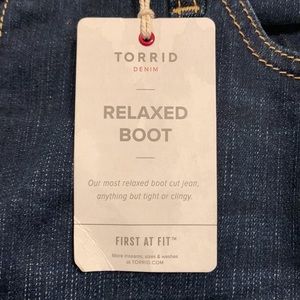 TORRID
DENIM
RELAXED
BOOT
Our most relaxed boot cut jean,
anything but tight or clingy.
FIRST AT FIT™
More inseams, sizes & washes
at TORRID.COM